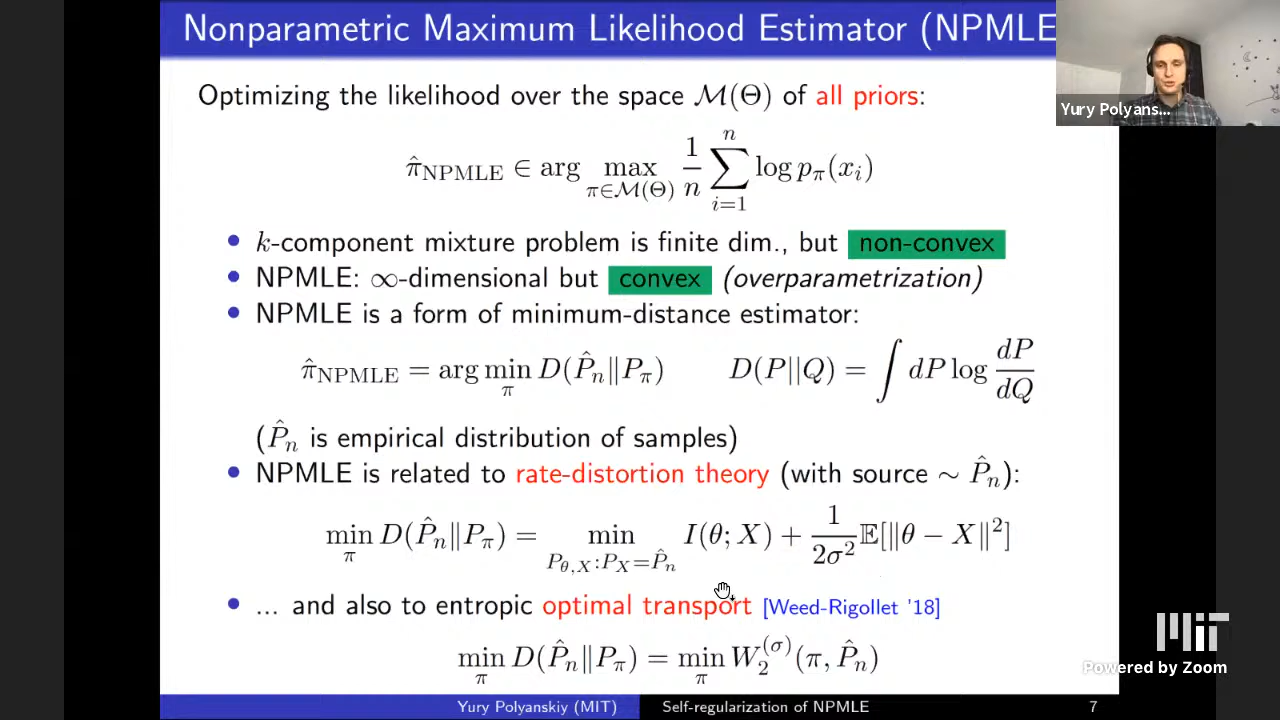 Nonparametric Maximum Likelihood Estimator (NPMLE
Yury Polyans...
Optimizing the likelihood over the space ℳ(Θ) of all priors:
π̂_NPMLE ∈ arg max_{π∈ℳ(Θ)} 1/n ∑_{i=1}^{n} log p_π(x_i)
• k-component mixture problem is finite dim., but non-convex
• NPMLE: ∞-dimensional but convex (overparametrization)
• NPMLE is a form of minimum-distance estimator:
π̂_NPMLE = arg min_π D(P̂_n‖P_π) D(P||Q) = ∫ dP log dP/dQ
(P̂_n is empirical distribution of samples)
• NPMLE is related to rate-distortion theory (with source ∼ P̂_n):
min_π D(P̂_n‖P_π) = min_{P_{θ,X}:P_X=P̂_n} I(θ; X) + 1/(2σ²) 𝔼[‖θ − X‖²]
• ... and also to entropic optimal transport [Weed-Rigollet '18]
min_π D(P̂_n‖P_π) = min_π W_2^{(σ)}(π, P̂_n)
MIT
Powered by Zoom
Yury Polyanskiy (MIT) Self-regularization of NPMLE 7